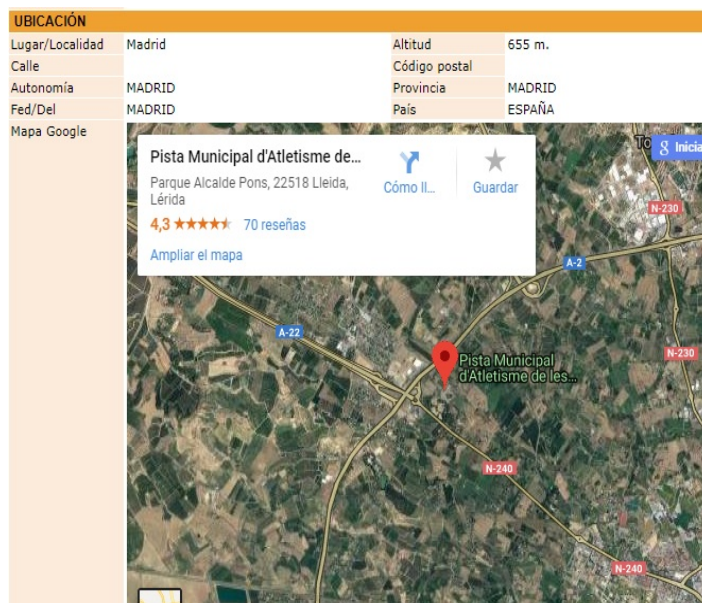 UBICACIÓN
Lugar/Localidad Madrid Altitud 655 m.
Calle Código postal
Autonomía MADRID Provincia MADRID
Fed/Del MADRID País ESPAÑA
Mapa Google
Pista Municipal d'Atletisme de...
Parque Alcalde Pons, 22518 Lleida,
Lérida
4,3 70 reseñas
Ampliar el mapa
Cómo ll...
Guardar
To
Inicia
N-230
A-2
A-22
N-230
Pista Municipal
d'Atletisme de les...
N-240
N-240